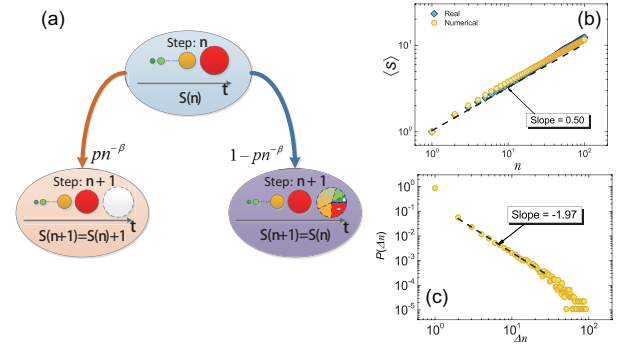 (a)
Step: n
t
S(n)
pn^{-β}
1-pn^{-β}
Step: n + 1
t
S(n+1)=S(n)+1
Step: n + 1
t
S(n+1)=S(n)
(b)
Real
Numerical
10^1
10^0
⟨S⟩
Slope = 0.50
10^0
10^1
10^2
n
10^0
10^-1
10^-2
10^-3
10^-4
10^-5
P(Δn)
Slope = -1.97
(c)
10^0
10^1
10^2
Δn